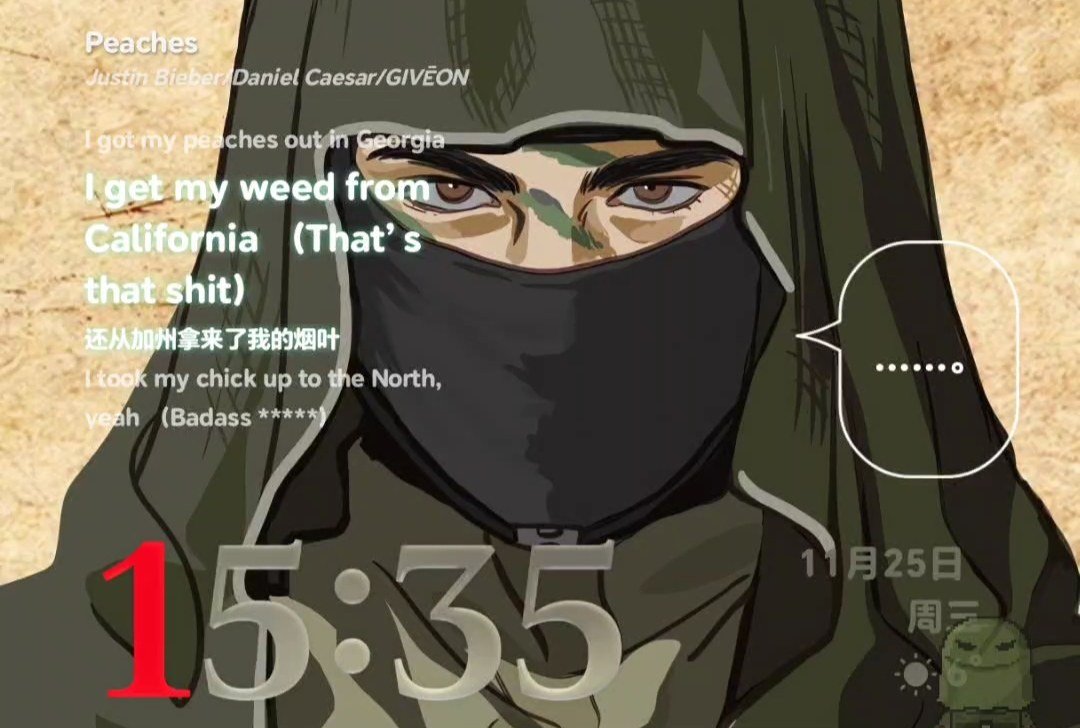 Peaches
Justin Bieber/Daniel Caesar/GIVĒON
I got my peaches out in Georgia
I get my weed from
California （That's
that shit）
还从加州拿来了我的烟叶
I took my chick up to the North,
yeah （Badass *****）
15:35
11月25日
周三
6